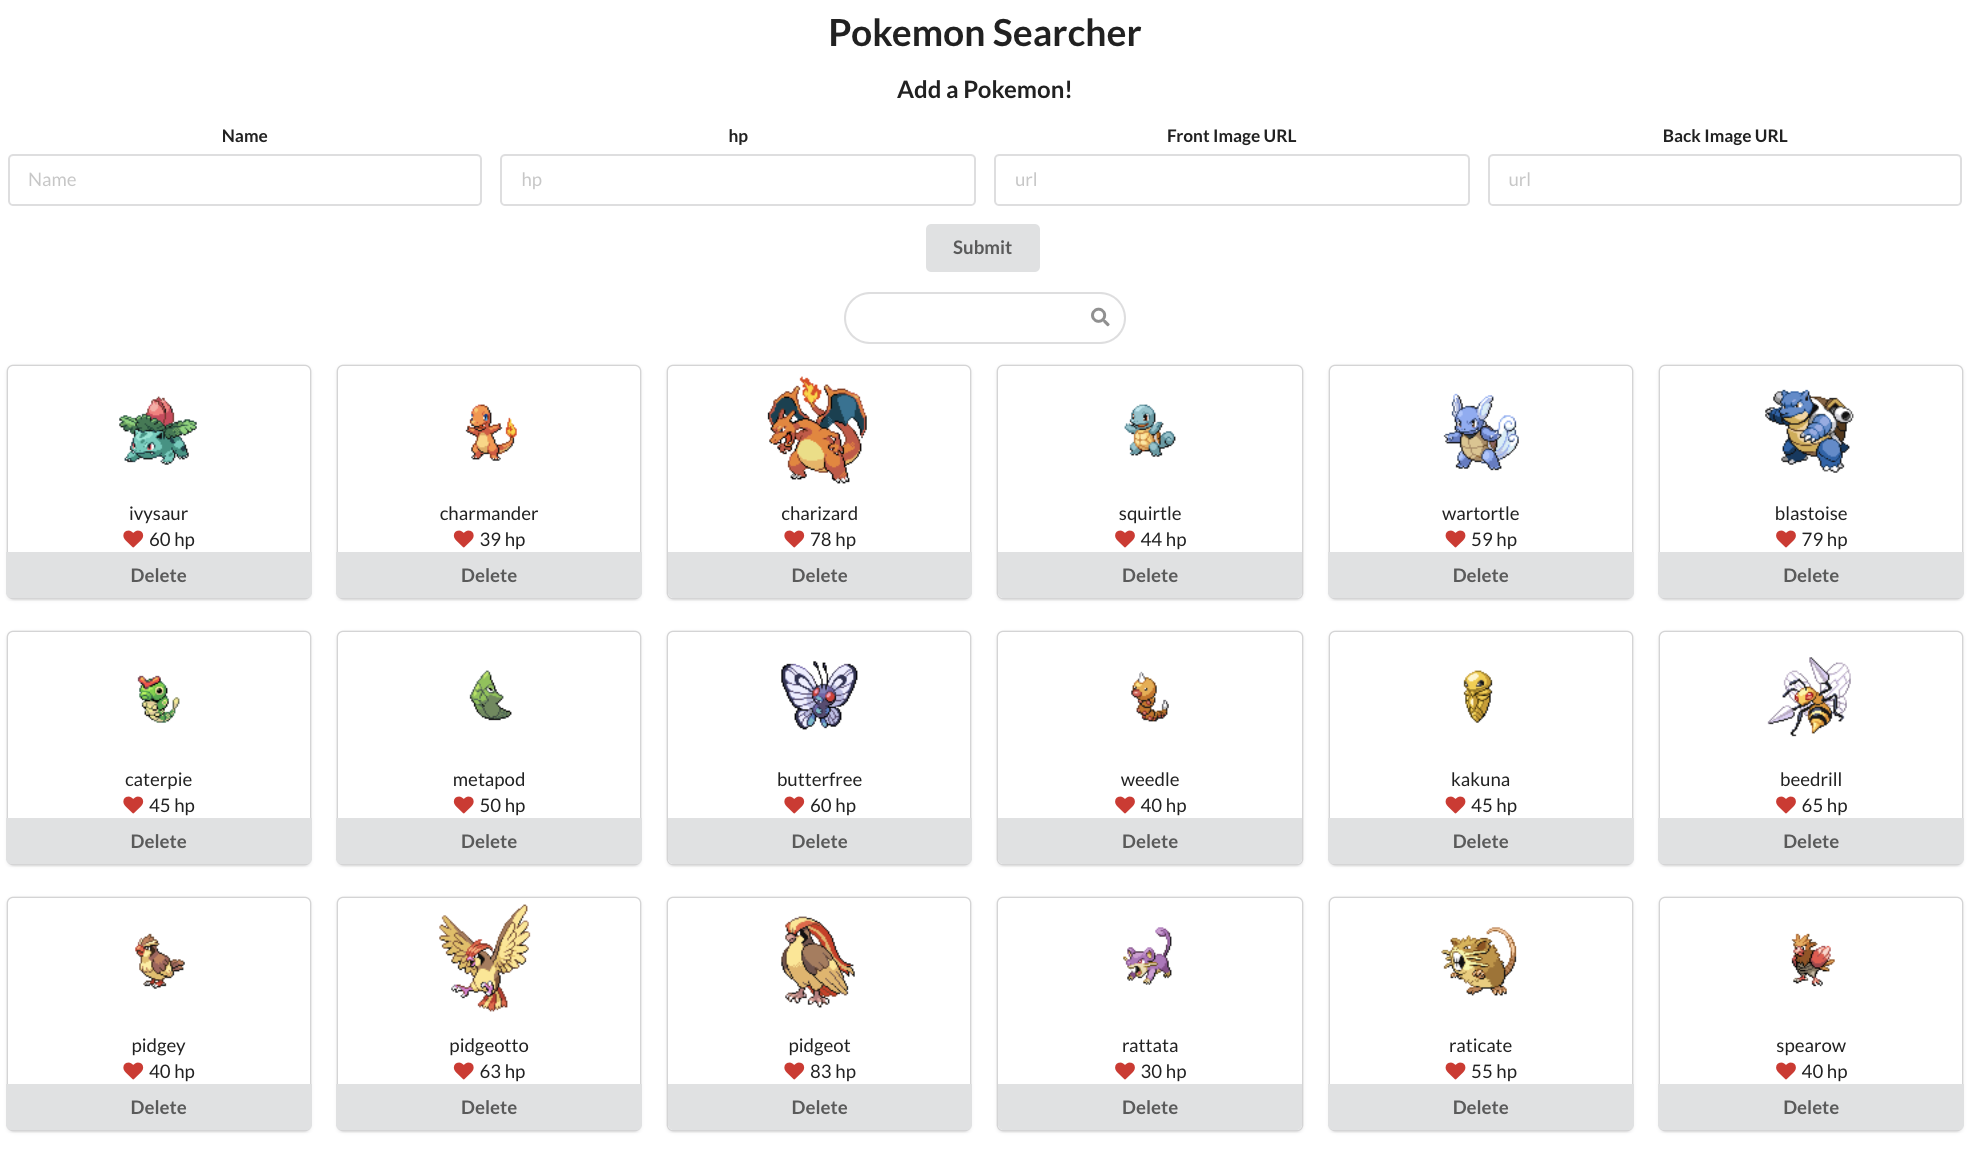 Pokemon Searcher
Add a Pokemon!
Name hp Front Image URL Back Image URL
Name hp url url
Submit
ivysaur charmander charizard squirtle wartortle blastoise
60 hp 39 hp 78 hp 44 hp 59 hp 79 hp
Delete Delete Delete Delete Delete Delete
caterpie metapod butterfree weedle kakuna beedrill
45 hp 50 hp 60 hp 40 hp 45 hp 65 hp
Delete Delete Delete Delete Delete Delete
pidgey pidgeotto pidgeot rattata raticate spearow
40 hp 63 hp 83 hp 30 hp 55 hp 40 hp
Delete Delete Delete Delete Delete Delete